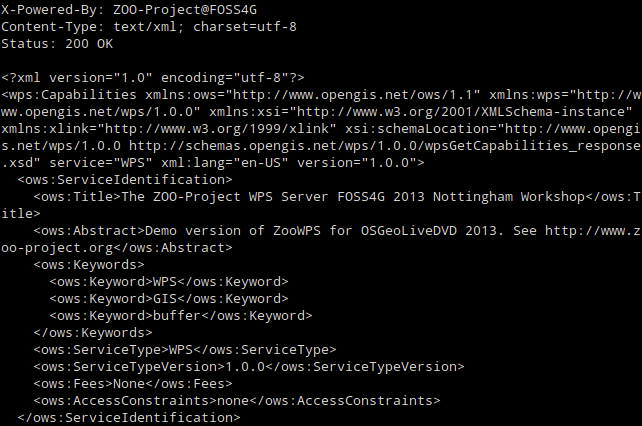 X-Powered-By: ZOO-Project@FOSS4G
Content-Type: text/xml; charset=utf-8
Status: 200 OK

<?xml version="1.0" encoding="utf-8"?>
<wps:Capabilities xmlns:ows="http://www.opengis.net/ows/1.1" xmlns:wps="http://w
ww.opengis.net/wps/1.0.0" xmlns:xsi="http://www.w3.org/2001/XMLSchema-instance"
xmlns:xlink="http://www.w3.org/1999/xlink" xsi:schemaLocation="http://www.opengi
s.net/wps/1.0.0 http://schemas.opengis.net/wps/1.0.0/wpsGetCapabilities_response
.xsd" service="WPS" xml:lang="en-US" version="1.0.0">
  <ows:ServiceIdentification>
    <ows:Title>The ZOO-Project WPS Server FOSS4G 2013 Nottingham Workshop</ows:T
itle>
    <ows:Abstract>Demo version of ZooWPS for OSGeoLiveDVD 2013. See http://www.z
oo-project.org</ows:Abstract>
    <ows:Keywords>
      <ows:Keyword>WPS</ows:Keyword>
      <ows:Keyword>GIS</ows:Keyword>
      <ows:Keyword>buffer</ows:Keyword>
    </ows:Keywords>
    <ows:ServiceType>WPS</ows:ServiceType>
    <ows:ServiceTypeVersion>1.0.0</ows:ServiceTypeVersion>
    <ows:Fees>None</ows:Fees>
    <ows:AccessConstraints>none</ows:AccessConstraints>
  </ows:ServiceIdentification>